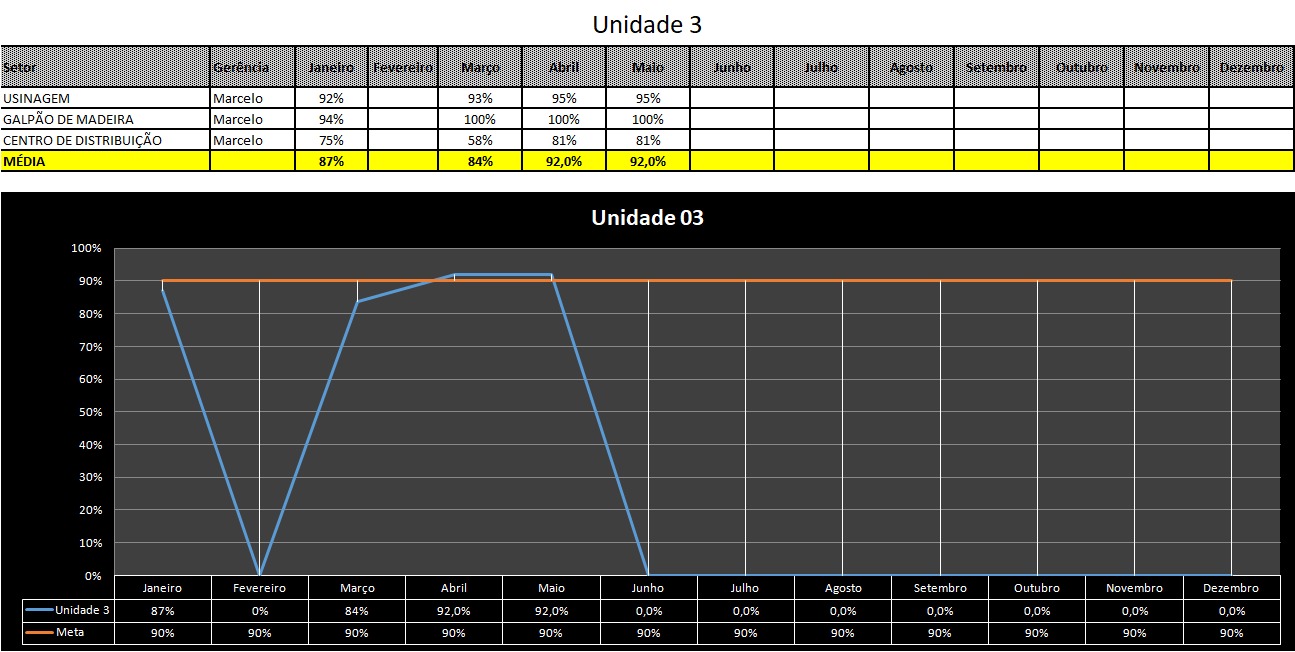 Unidade 3
Setor Gerência Janeiro Fevereiro Março Abril Maio Junho Julho Agosto Setembro Outubro Novembro Dezembro
USINAGEM Marcelo 92% 93% 95% 95%
GALPÃO DE MADEIRA Marcelo 94% 100% 100% 100%
CENTRO DE DISTRIBUIÇÃO Marcelo 75% 58% 81% 81%
MÉDIA 87% 84% 92,0% 92,0%
Unidade 03
100%
90%
80%
70%
60%
50%
40%
30%
20%
10%
0%
Janeiro Fevereiro Março Abril Maio Junho Julho Agosto Setembro Outubro Novembro Dezembro
Unidade 3 87% 0% 84% 92,0% 92,0% 0,0% 0,0% 0,0% 0,0% 0,0% 0,0% 0,0%
Meta 90% 90% 90% 90% 90% 90% 90% 90% 90% 90% 90% 90%